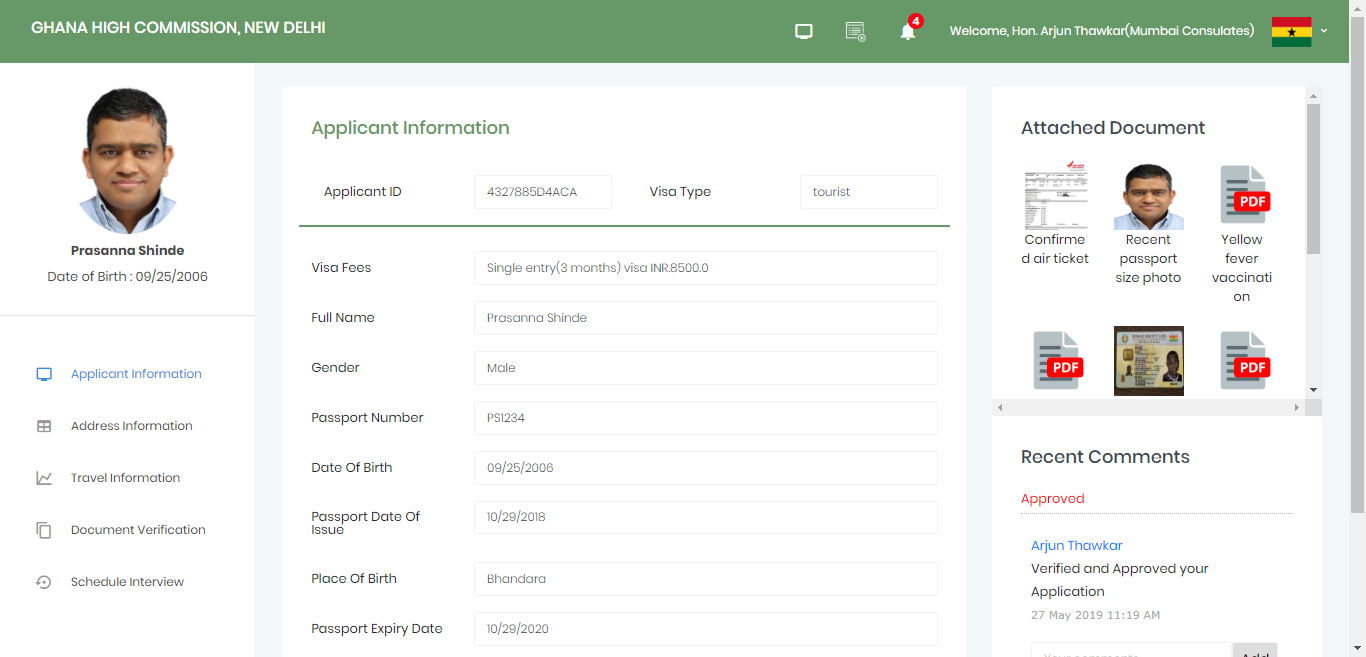 GHANA HIGH COMMISSION, NEW DELHI
4
Welcome, Hon. Arjun Thawkar(Mumbai Consulates)
Prasanna Shinde
Date of Birth : 09/25/2006
Applicant Information
Address Information
Travel Information
Document Verification
Schedule Interview
Applicant Information
Applicant ID
4327885D4ACA
Visa Type
tourist
Visa Fees
Single entry(3 months) visa INR.8500.0
Full Name
Prasanna Shinde
Gender
Male
Passport Number
PS1234
Date Of Birth
09/25/2006
Passport Date Of
Issue
10/29/2018
Place Of Birth
Bhandara
Passport Expiry Date
10/29/2020
Attached Document
Confirme
d air ticket
Recent
passport
size photo
PDF
Yellow
fever
vaccinati
on
PDF
PDF
Recent Comments
Approved
Arjun Thawkar
Verified and Approved your
Application
27 May 2019 11:19 AM
Your comments
Add